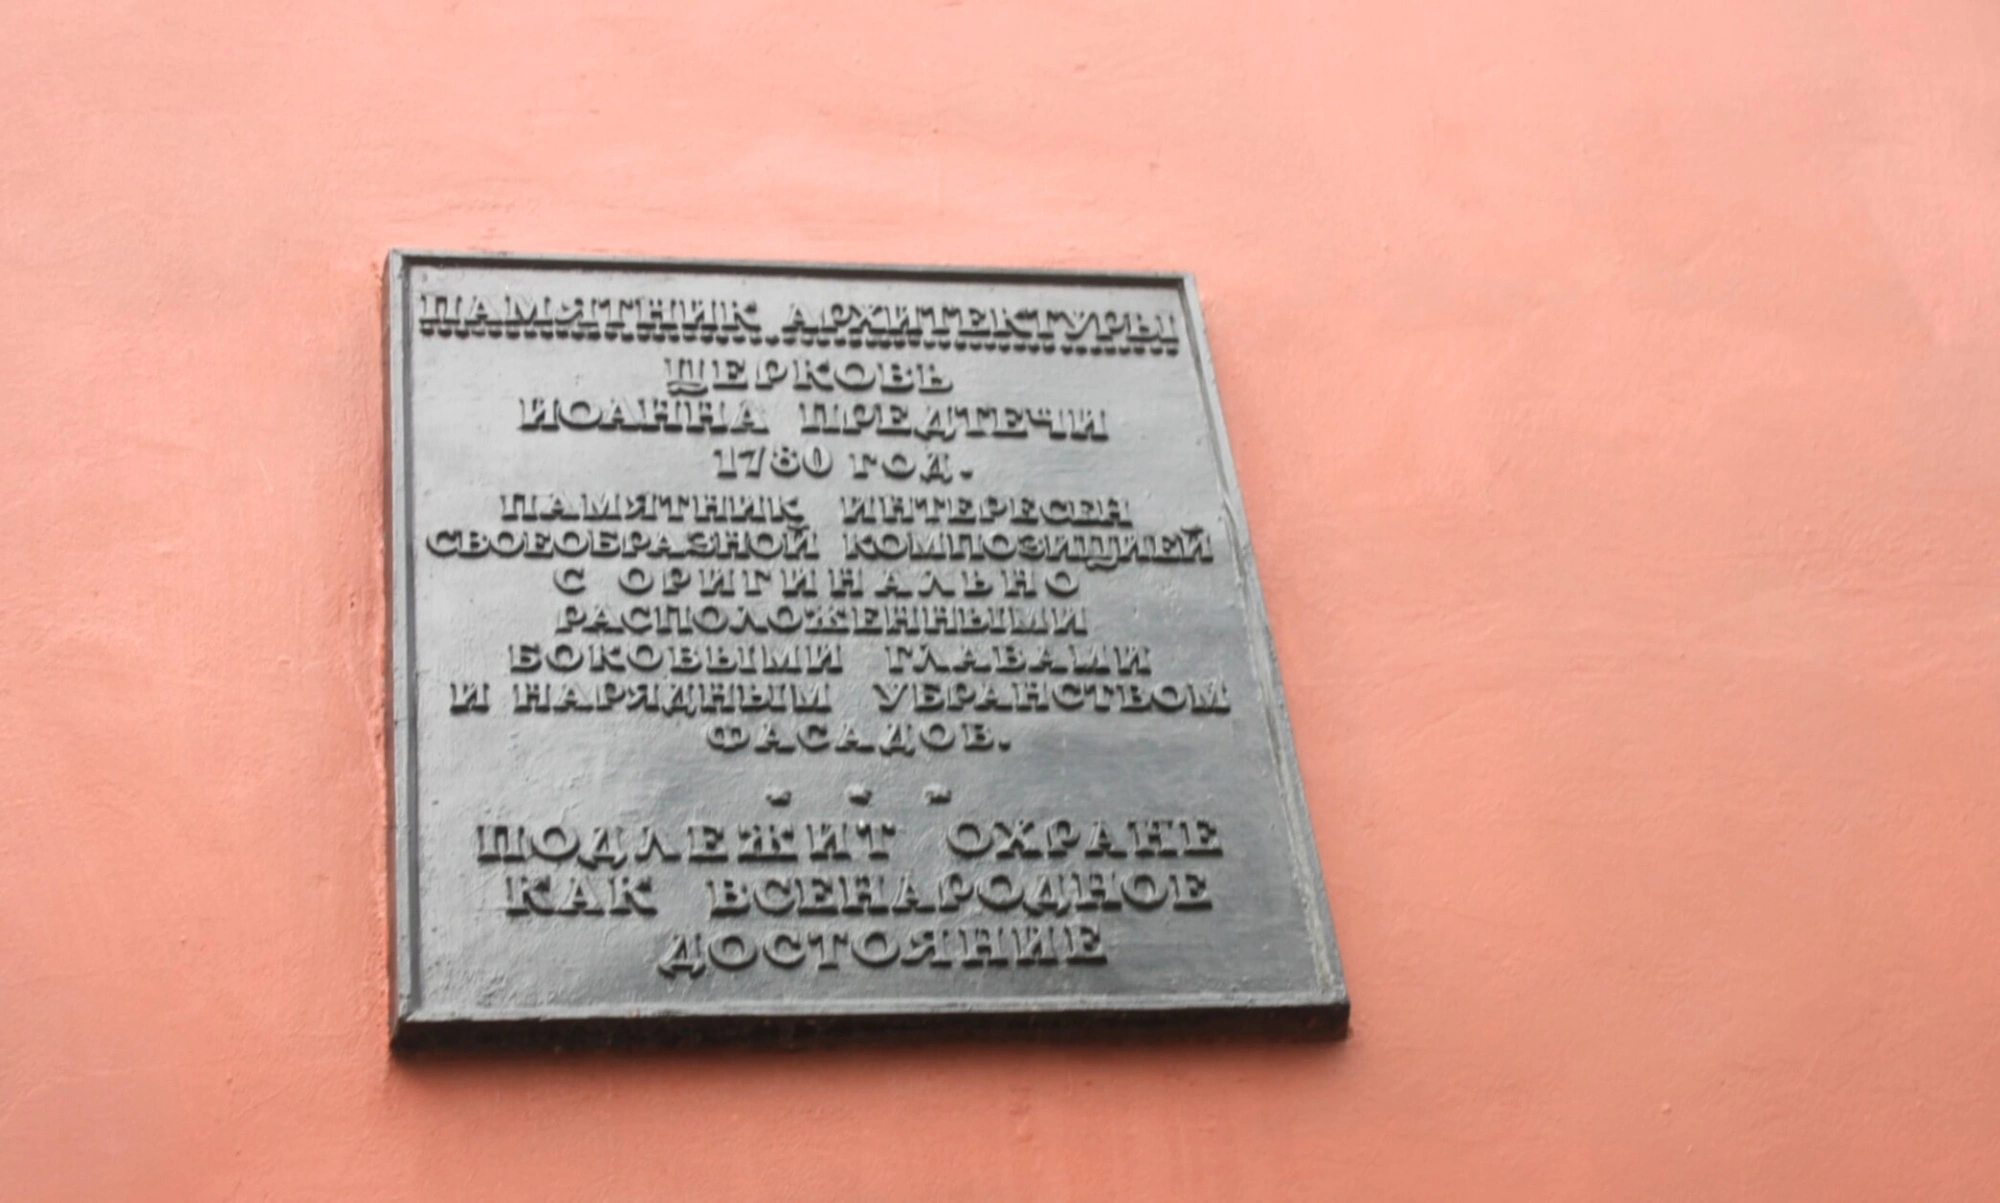 ПАМЯТНИК АРХИТЕКТУРЫ
ЦЕРКОВЬ
ИОАННА ПРЕДТЕЧИ
1780 ГОД.
ПАМЯТНИК ИНТЕРЕСЕН
СВОЕОБРАЗНОЙ КОМПОЗИЦИЕЙ
С ОРИГИНАЛЬНО
РАСПОЛОЖЕННЫМИ
БОКОВЫМИ ГЛАВАМИ
И НАРЯДНЫМ УБРАНСТВОМ
ФАСАДОВ.
ПОДЛЕЖИТ ОХРАНЕ
КАК ВСЕНАРОДНОЕ
ДОСТОЯНИЕ